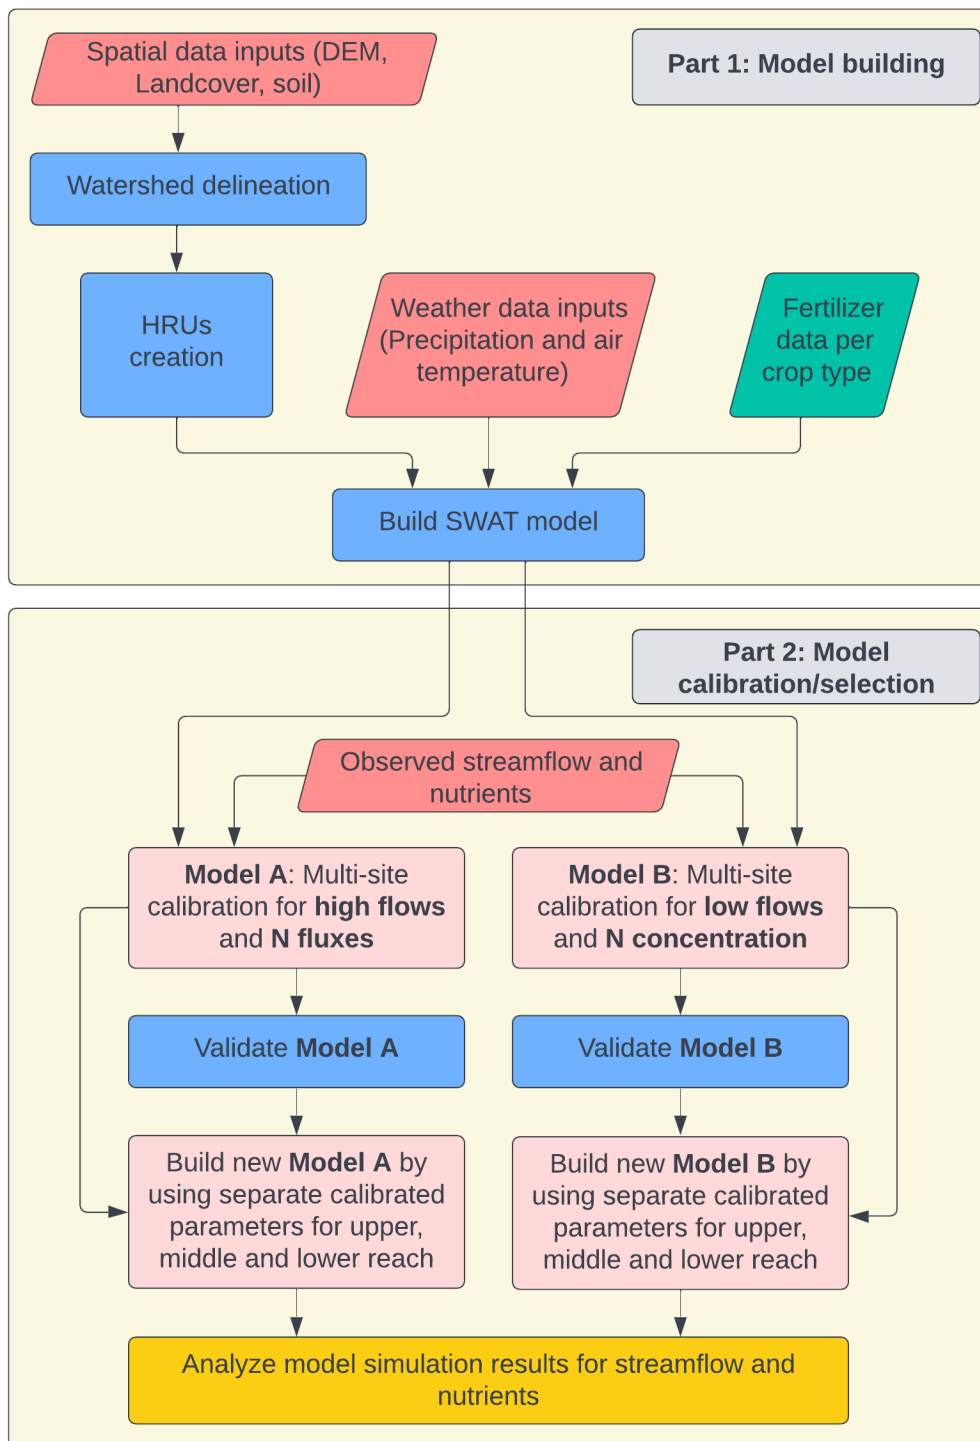 Spatial data inputs (DEM,
Landcover, soil)
Part 1: Model building
Watershed delineation
HRUs
creation
Weather data inputs
(Precipitation and air
temperature)
Fertilizer
data per
crop type
Build SWAT model
Part 2: Model
calibration/selection
Observed streamflow and
nutrients
Model A: Multi-site
calibration for high flows
and N fluxes
Model B: Multi-site
calibration for low flows
and N concentration
Validate Model A
Validate Model B
Build new Model A by
using separate calibrated
parameters for upper,
middle and lower reach
Build new Model B by
using separate calibrated
parameters for upper,
middle and lower reach
Analyze model simulation results for streamflow and
nutrients